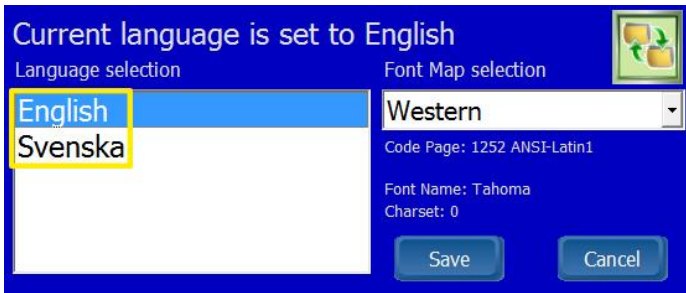 Current language is set to English
Language selection
Font Map selection
English
Svenska
Western
Code Page: 1252 ANSI-Latin1
Font Name: Tahoma
Charset: 0
Save
Cancel